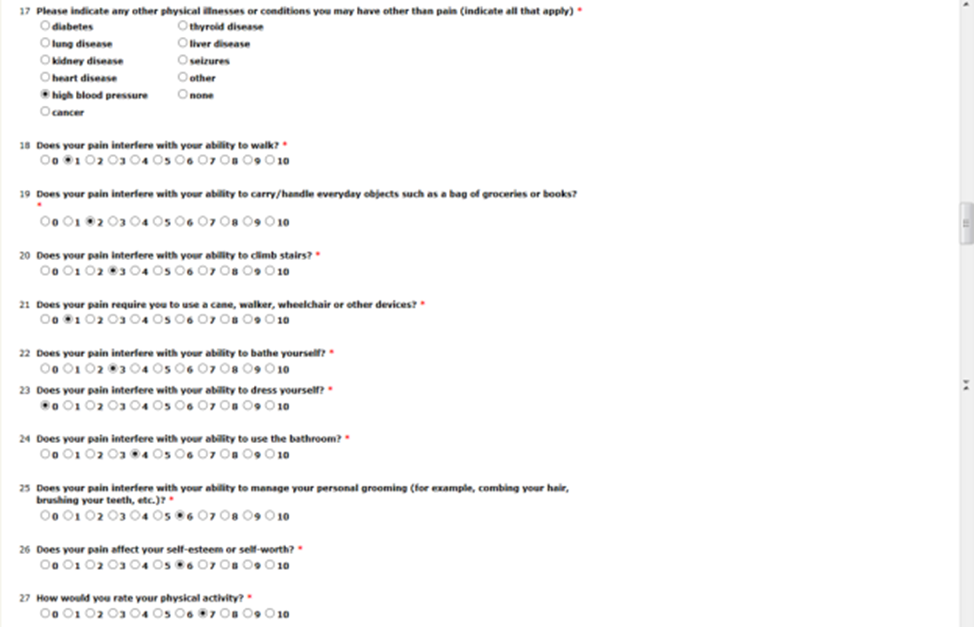 17 Please indicate any other physical illnesses or conditions you may have other than pain (indicate all that apply) *
diabetes thyroid disease
lung disease liver disease
kidney disease seizures
heart disease other
high blood pressure none
cancer
18 Does your pain interfere with your ability to walk? *
0 1 2 3 4 5 6 7 8 9 10
19 Does your pain interfere with your ability to carry/handle everyday objects such as a bag of groceries or books?
*
0 1 2 3 4 5 6 7 8 9 10
20 Does your pain interfere with your ability to climb stairs? *
0 1 2 3 4 5 6 7 8 9 10
21 Does your pain require you to use a cane, walker, wheelchair or other devices? *
0 1 2 3 4 5 6 7 8 9 10
22 Does your pain interfere with your ability to bathe yourself? *
0 1 2 3 4 5 6 7 8 9 10
23 Does your pain interfere with your ability to dress yourself? *
0 1 2 3 4 5 6 7 8 9 10
24 Does your pain interfere with your ability to use the bathroom? *
0 1 2 3 4 5 6 7 8 9 10
25 Does your pain interfere with your ability to manage your personal grooming (for example, combing your hair,
brushing your teeth, etc.)? *
0 1 2 3 4 5 6 7 8 9 10
26 Does your pain affect your self-esteem or self-worth? *
0 1 2 3 4 5 6 7 8 9 10
27 How would you rate your physical activity? *
0 1 2 3 4 5 6 7 8 9 10